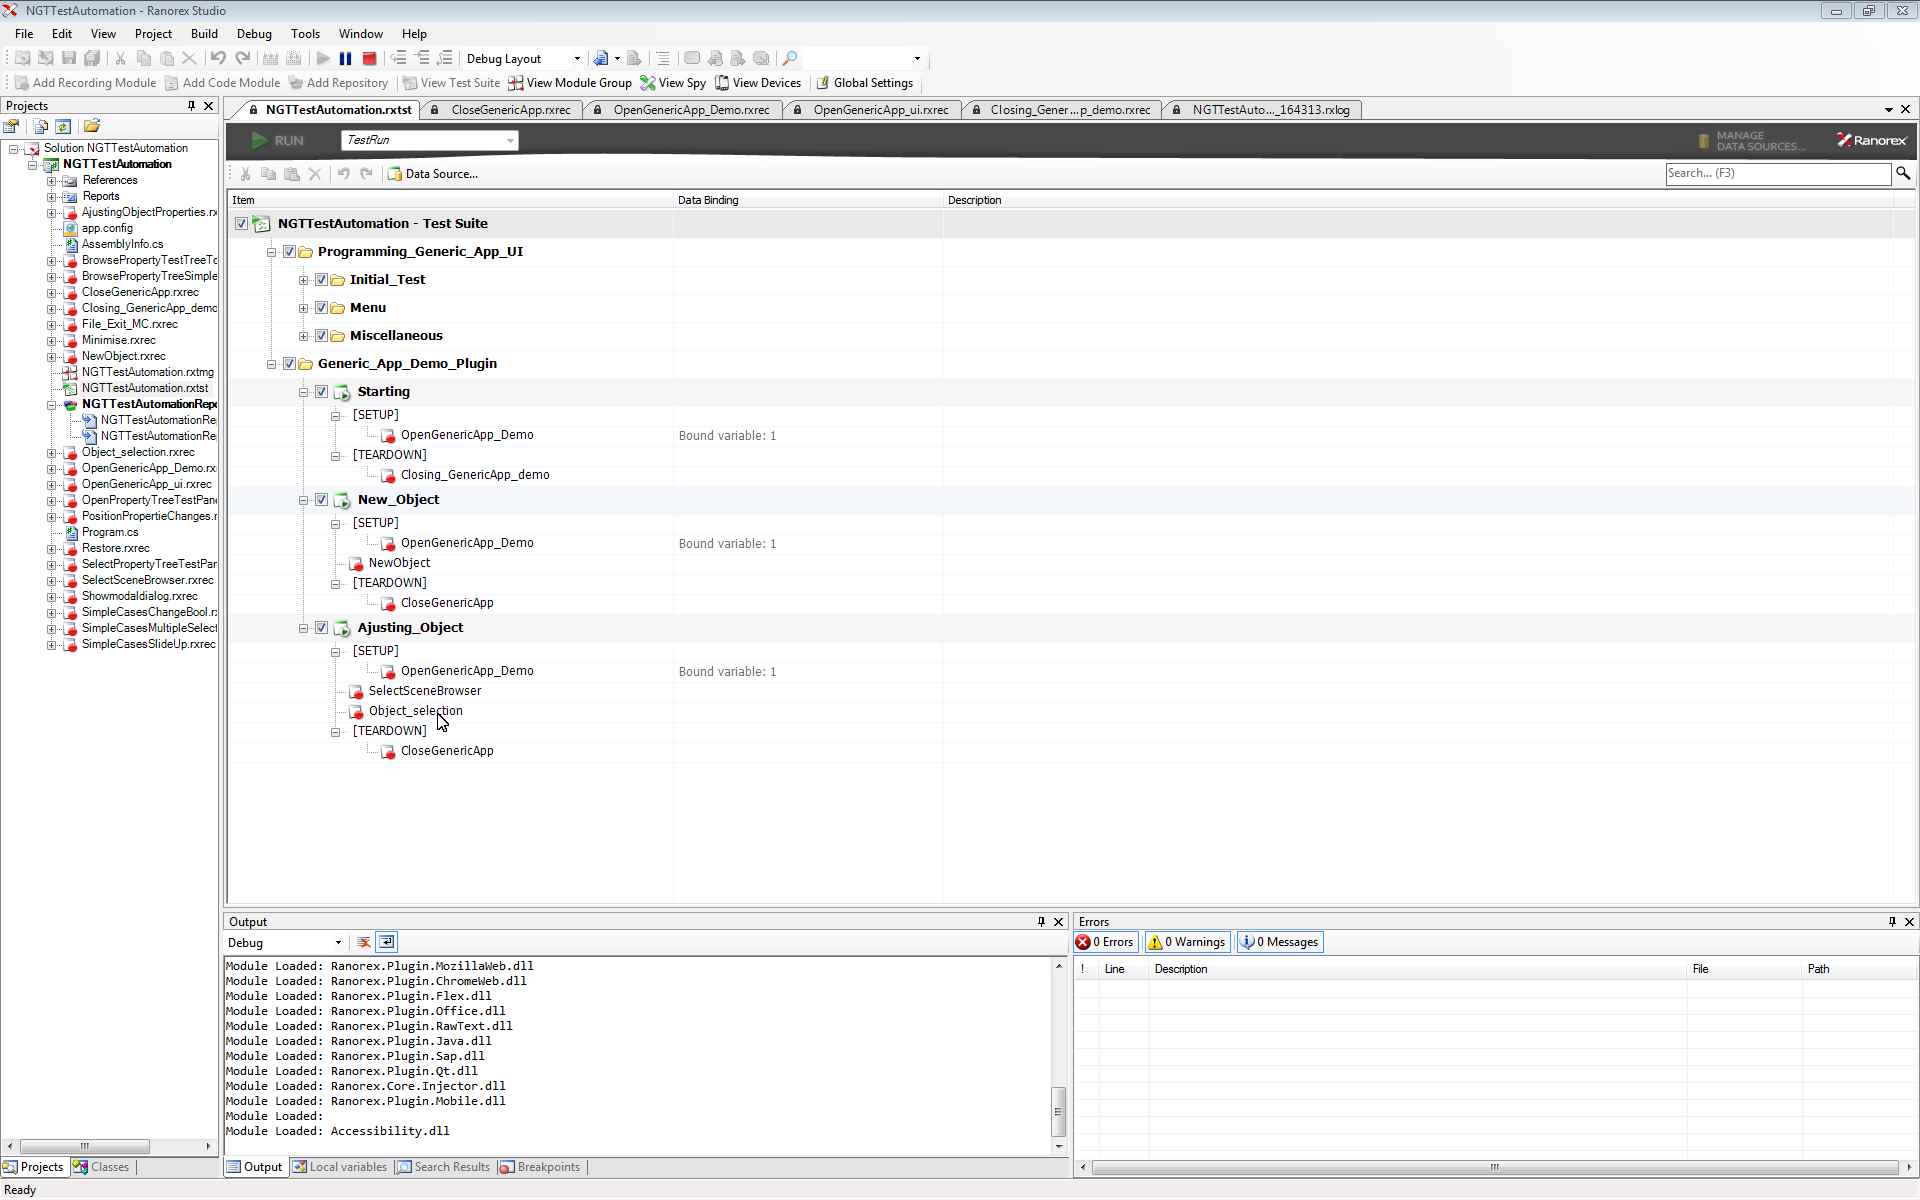 NGTTestAutomation - Ranorex Studio
File Edit View Project Build Debug Tools Window Help
Debug Layout
Add Recording Module Add Code Module Add Repository View Test Suite View Module Group View Spy View Devices Global Settings
Projects
NGTTestAutomation.rxtst CloseGenericApp.rxrec OpenGenericApp_Demo.rxrec OpenGenericApp_ui.rxrec Closing_Gener...p_demo.rxrec NGTTestAuto..._164313.rxlog
RUN TestRun MANAGE DATA SOURCES... Ranorex
Data Source... Search... (F3)
Solution NGTTestAutomation
NGTTestAutomation
References
Reports
AjustingObjectProperties.rx
app.config
AssemblyInfo.cs
BrowsePropertyTestTreeTo
BrowsePropertyTreeSimple
CloseGenericApp.rxrec
Closing_GenericApp_demo
File_Exit_MC.rxrec
Minimise.rxrec
NewObject.rxrec
NGTTestAutomation.rxtmg
NGTTestAutomation.rxtst
NGTTestAutomationRepo
NGTTestAutomationRe
NGTTestAutomationRe
Object_selection.rxrec
OpenGenericApp_Demo.rx
OpenGenericApp_ui.rxrec
OpenPropertyTreeTestPane
PositionPropertieChanges.r
Program.cs
Restore.rxrec
SelectPropertyTreeTestPar
SelectSceneBrowser.rxrec
Showmodaldialog.rxrec
SimpleCasesChangeBool.rx
SimpleCasesMultipleSelect
SimpleCasesSlideUp.rxrec
Projects Classes
Item Data Binding Description
NGTTestAutomation - Test Suite
Programming_Generic_App_UI
Initial_Test
Menu
Miscellaneous
Generic_App_Demo_Plugin
Starting
[SETUP]
OpenGenericApp_Demo Bound variable: 1
[TEARDOWN]
Closing_GenericApp_demo
New_Object
[SETUP]
OpenGenericApp_Demo Bound variable: 1
NewObject
[TEARDOWN]
CloseGenericApp
Ajusting_Object
[SETUP]
OpenGenericApp_Demo Bound variable: 1
SelectSceneBrowser
Object_selection
[TEARDOWN]
CloseGenericApp
Output
Debug
Module Loaded: Ranorex.Plugin.MozillaWeb.dll
Module Loaded: Ranorex.Plugin.ChromeWeb.dll
Module Loaded: Ranorex.Plugin.Flex.dll
Module Loaded: Ranorex.Plugin.Office.dll
Module Loaded: Ranorex.Plugin.RawText.dll
Module Loaded: Ranorex.Plugin.Java.dll
Module Loaded: Ranorex.Plugin.Sap.dll
Module Loaded: Ranorex.Plugin.Qt.dll
Module Loaded: Ranorex.Core.Injector.dll
Module Loaded: Ranorex.Plugin.Mobile.dll
Module Loaded:
Module Loaded: Accessibility.dll
Output Local variables Search Results Breakpoints
Errors
0 Errors 0 Warnings 0 Messages
! Line Description File Path
Ready